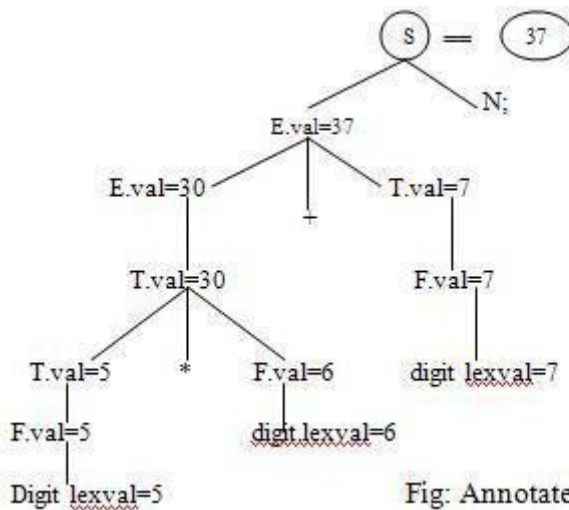 S = 37
N;
E.val=37
E.val=30 + T.val=7
T.val=30 F.val=7
T.val=5 * F.val=6 digit lexval=7
F.val=5 digit.lexval=6
Digit lexval=5 Fig: Annotate